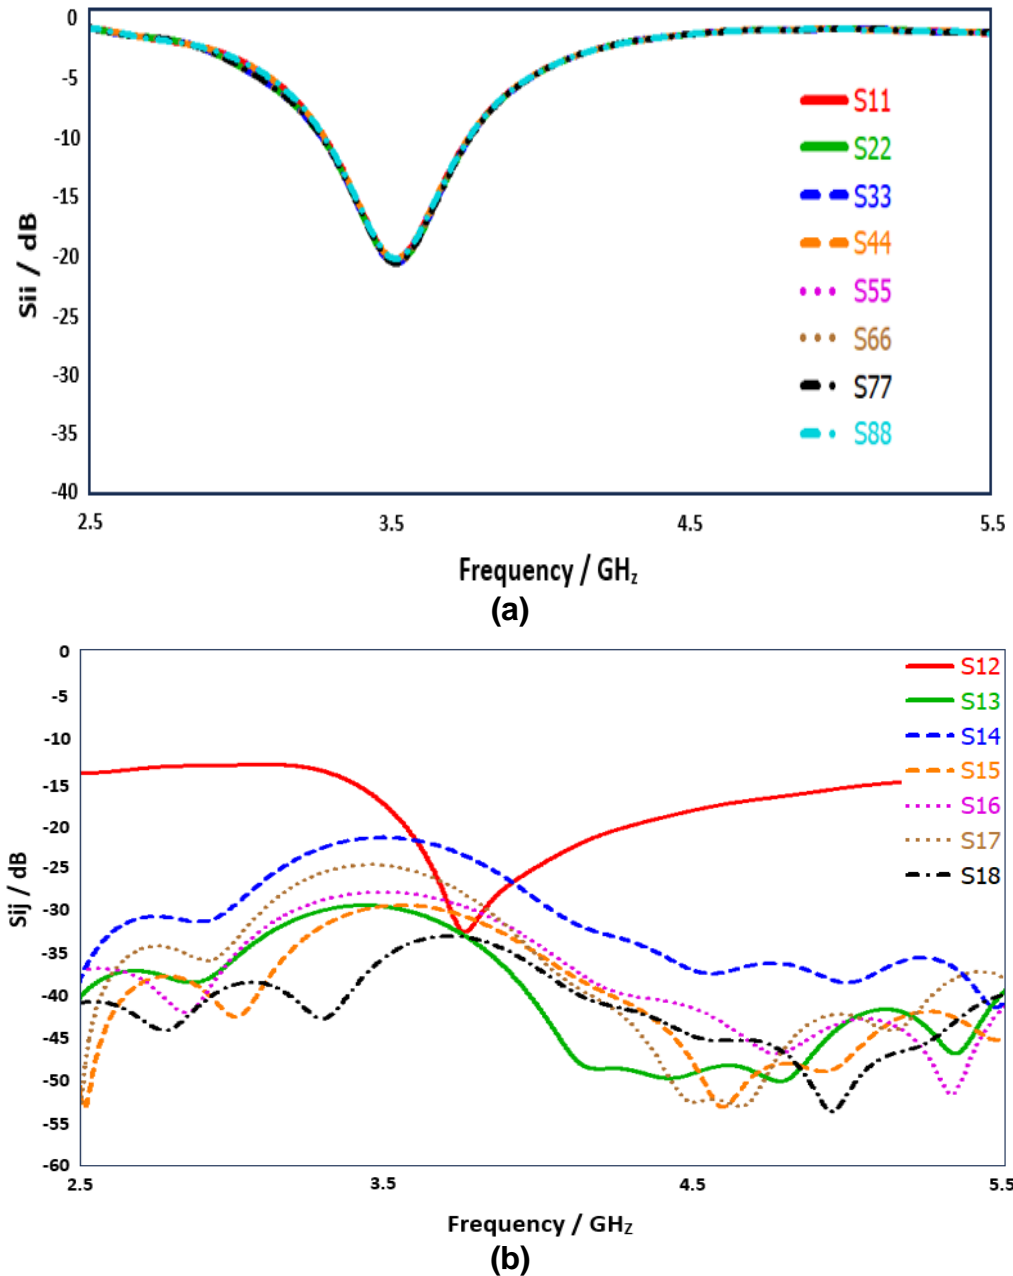 0
-5
-10
-15
-20
-25
-30
-35
-40
Sii / dB
S11
S22
S33
S44
S55
S66
S77
S88
2.5 3.5 4.5 5.5
Frequency / GHz
(a)
0
-5
-10
-15
-20
-25
-30
-35
-40
-45
-50
-55
-60
Sij / dB
S12
S13
S14
S15
S16
S17
S18
2.5 3.5 4.5 5.5
Frequency / GHz
(b)